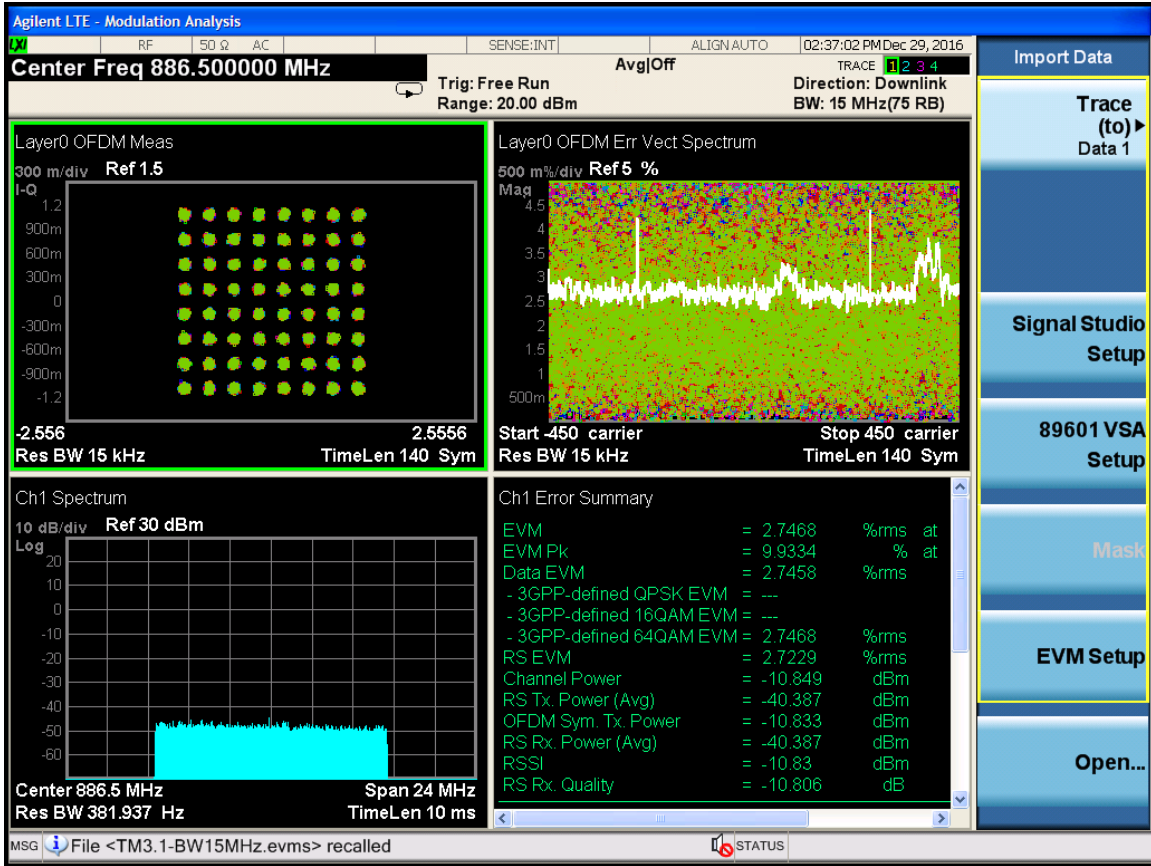 Agilent LTE - Modulation Analysis
LXI RF 50 Ω AC SENSE:INT ALIGN AUTO 02:37:02 PM Dec 29, 2016
Center Freq 886.500000 MHz
Avg|Off
TRACE 1 2 3 4
Trig: Free Run
Direction: Downlink
Range: 20.00 dBm
BW: 15 MHz(75 RB)
Layer0 OFDM Meas
300 m/div Ref 1.5
I-Q
1.2
900m
600m
300m
0
-300m
-600m
-900m
-1.2
-2.556 2.5556
Res BW 15 kHz TimeLen 140 Sym
Layer0 OFDM Err Vect Spectrum
500 m%/div Ref 5 %
Mag
4.5
4
3.5
3
2.5
2
1.5
1
500m
Start -450 carrier Stop 450 carrier
Res BW 15 kHz TimeLen 140 Sym
Ch1 Spectrum
10 dB/div Ref 30 dBm
Log
20
10
0
-10
-20
-30
-40
-50
-60
Center 886.5 MHz Span 24 MHz
Res BW 381.937 Hz TimeLen 10 ms
Ch1 Error Summary
EVM = 2.7468 %rms at
EVM Pk = 9.9334 % at
Data EVM = 2.7458 %rms
- 3GPP-defined QPSK EVM = ---
- 3GPP-defined 16QAM EVM = ---
- 3GPP-defined 64QAM EVM = 2.7468 %rms
RS EVM = 2.7229 %rms
Channel Power = -10.849 dBm
RS Tx. Power (Avg) = -40.387 dBm
OFDM Sym. Tx. Power = -10.833 dBm
RS Rx. Power (Avg) = -40.387 dBm
RSSI = -10.83 dBm
RS Rx. Quality = -10.806 dB
Import Data
Trace
(to)
Data 1
Signal Studio
Setup
89601 VSA
Setup
Mask
EVM Setup
Open...
MSG File <TM3.1-BW15MHz.evms> recalled STATUS